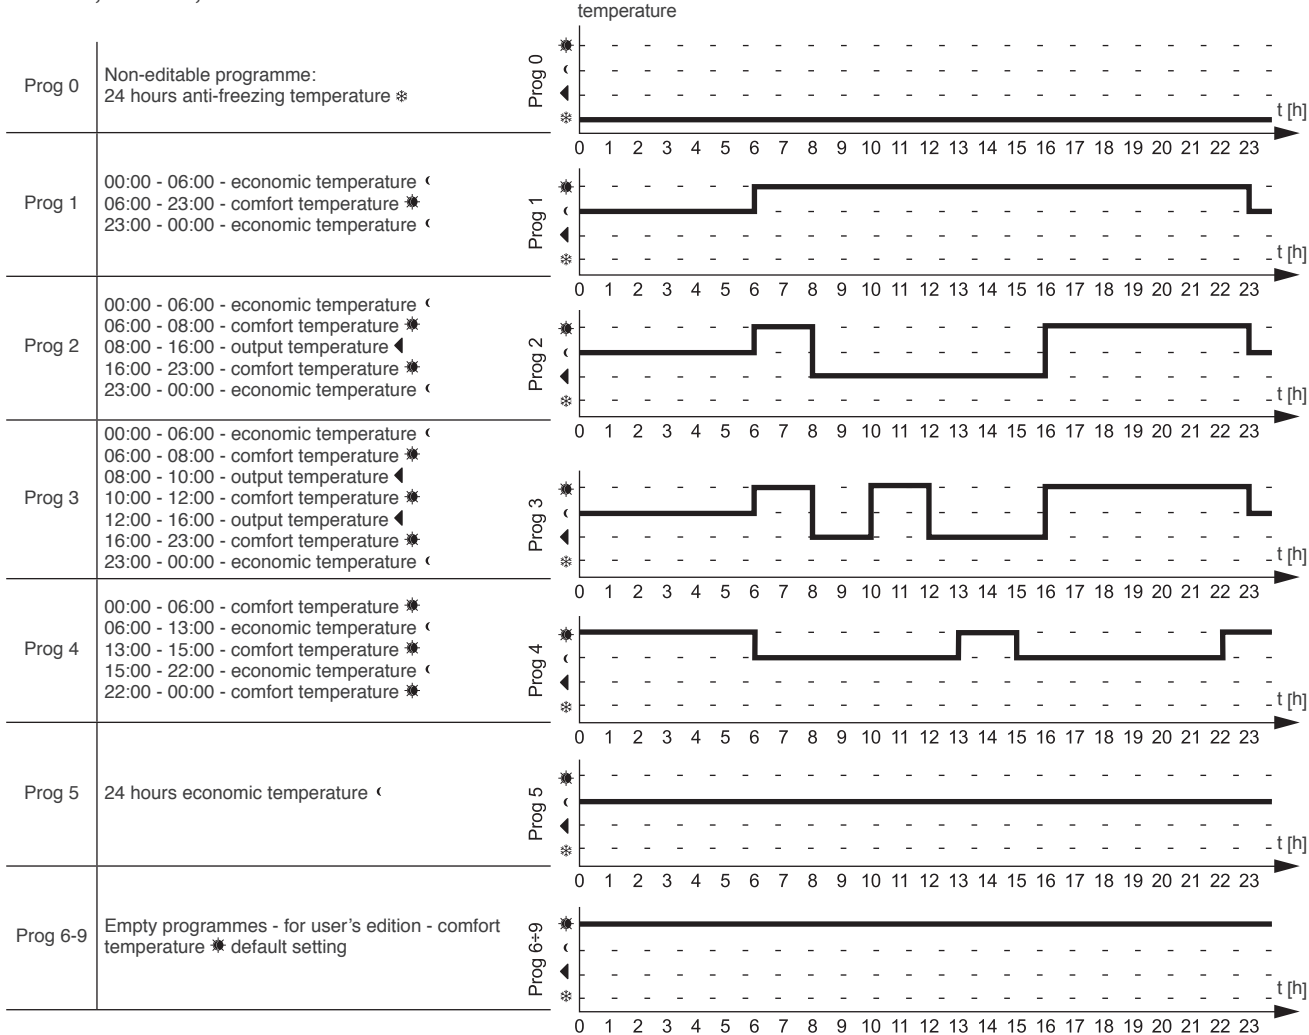 temperature
Prog 0
Non-editable programme:
24 hours anti-freezing temperature ❄
Prog 0
t [h]
0 1 2 3 4 5 6 7 8 9 10 11 12 13 14 15 16 17 18 19 20 21 22 23
Prog 1
00:00 - 06:00 - economic temperature
06:00 - 23:00 - comfort temperature
23:00 - 00:00 - economic temperature
Prog 1
t [h]
0 1 2 3 4 5 6 7 8 9 10 11 12 13 14 15 16 17 18 19 20 21 22 23
Prog 2
00:00 - 06:00 - economic temperature
06:00 - 08:00 - comfort temperature
08:00 - 16:00 - output temperature
16:00 - 23:00 - comfort temperature
23:00 - 00:00 - economic temperature
Prog 2
t [h]
0 1 2 3 4 5 6 7 8 9 10 11 12 13 14 15 16 17 18 19 20 21 22 23
Prog 3
00:00 - 06:00 - economic temperature
06:00 - 08:00 - comfort temperature
08:00 - 10:00 - output temperature
10:00 - 12:00 - comfort temperature
12:00 - 16:00 - output temperature
16:00 - 23:00 - comfort temperature
23:00 - 00:00 - economic temperature
Prog 3
t [h]
0 1 2 3 4 5 6 7 8 9 10 11 12 13 14 15 16 17 18 19 20 21 22 23
Prog 4
00:00 - 06:00 - comfort temperature
06:00 - 13:00 - economic temperature
13:00 - 15:00 - comfort temperature
15:00 - 22:00 - economic temperature
22:00 - 00:00 - comfort temperature
Prog 4
t [h]
0 1 2 3 4 5 6 7 8 9 10 11 12 13 14 15 16 17 18 19 20 21 22 23
Prog 5
24 hours economic temperature
Prog 5
t [h]
0 1 2 3 4 5 6 7 8 9 10 11 12 13 14 15 16 17 18 19 20 21 22 23
Prog 6-9
Empty programmes - for user's edition - comfort
temperature default setting
Prog 6÷9
t [h]
0 1 2 3 4 5 6 7 8 9 10 11 12 13 14 15 16 17 18 19 20 21 22 23